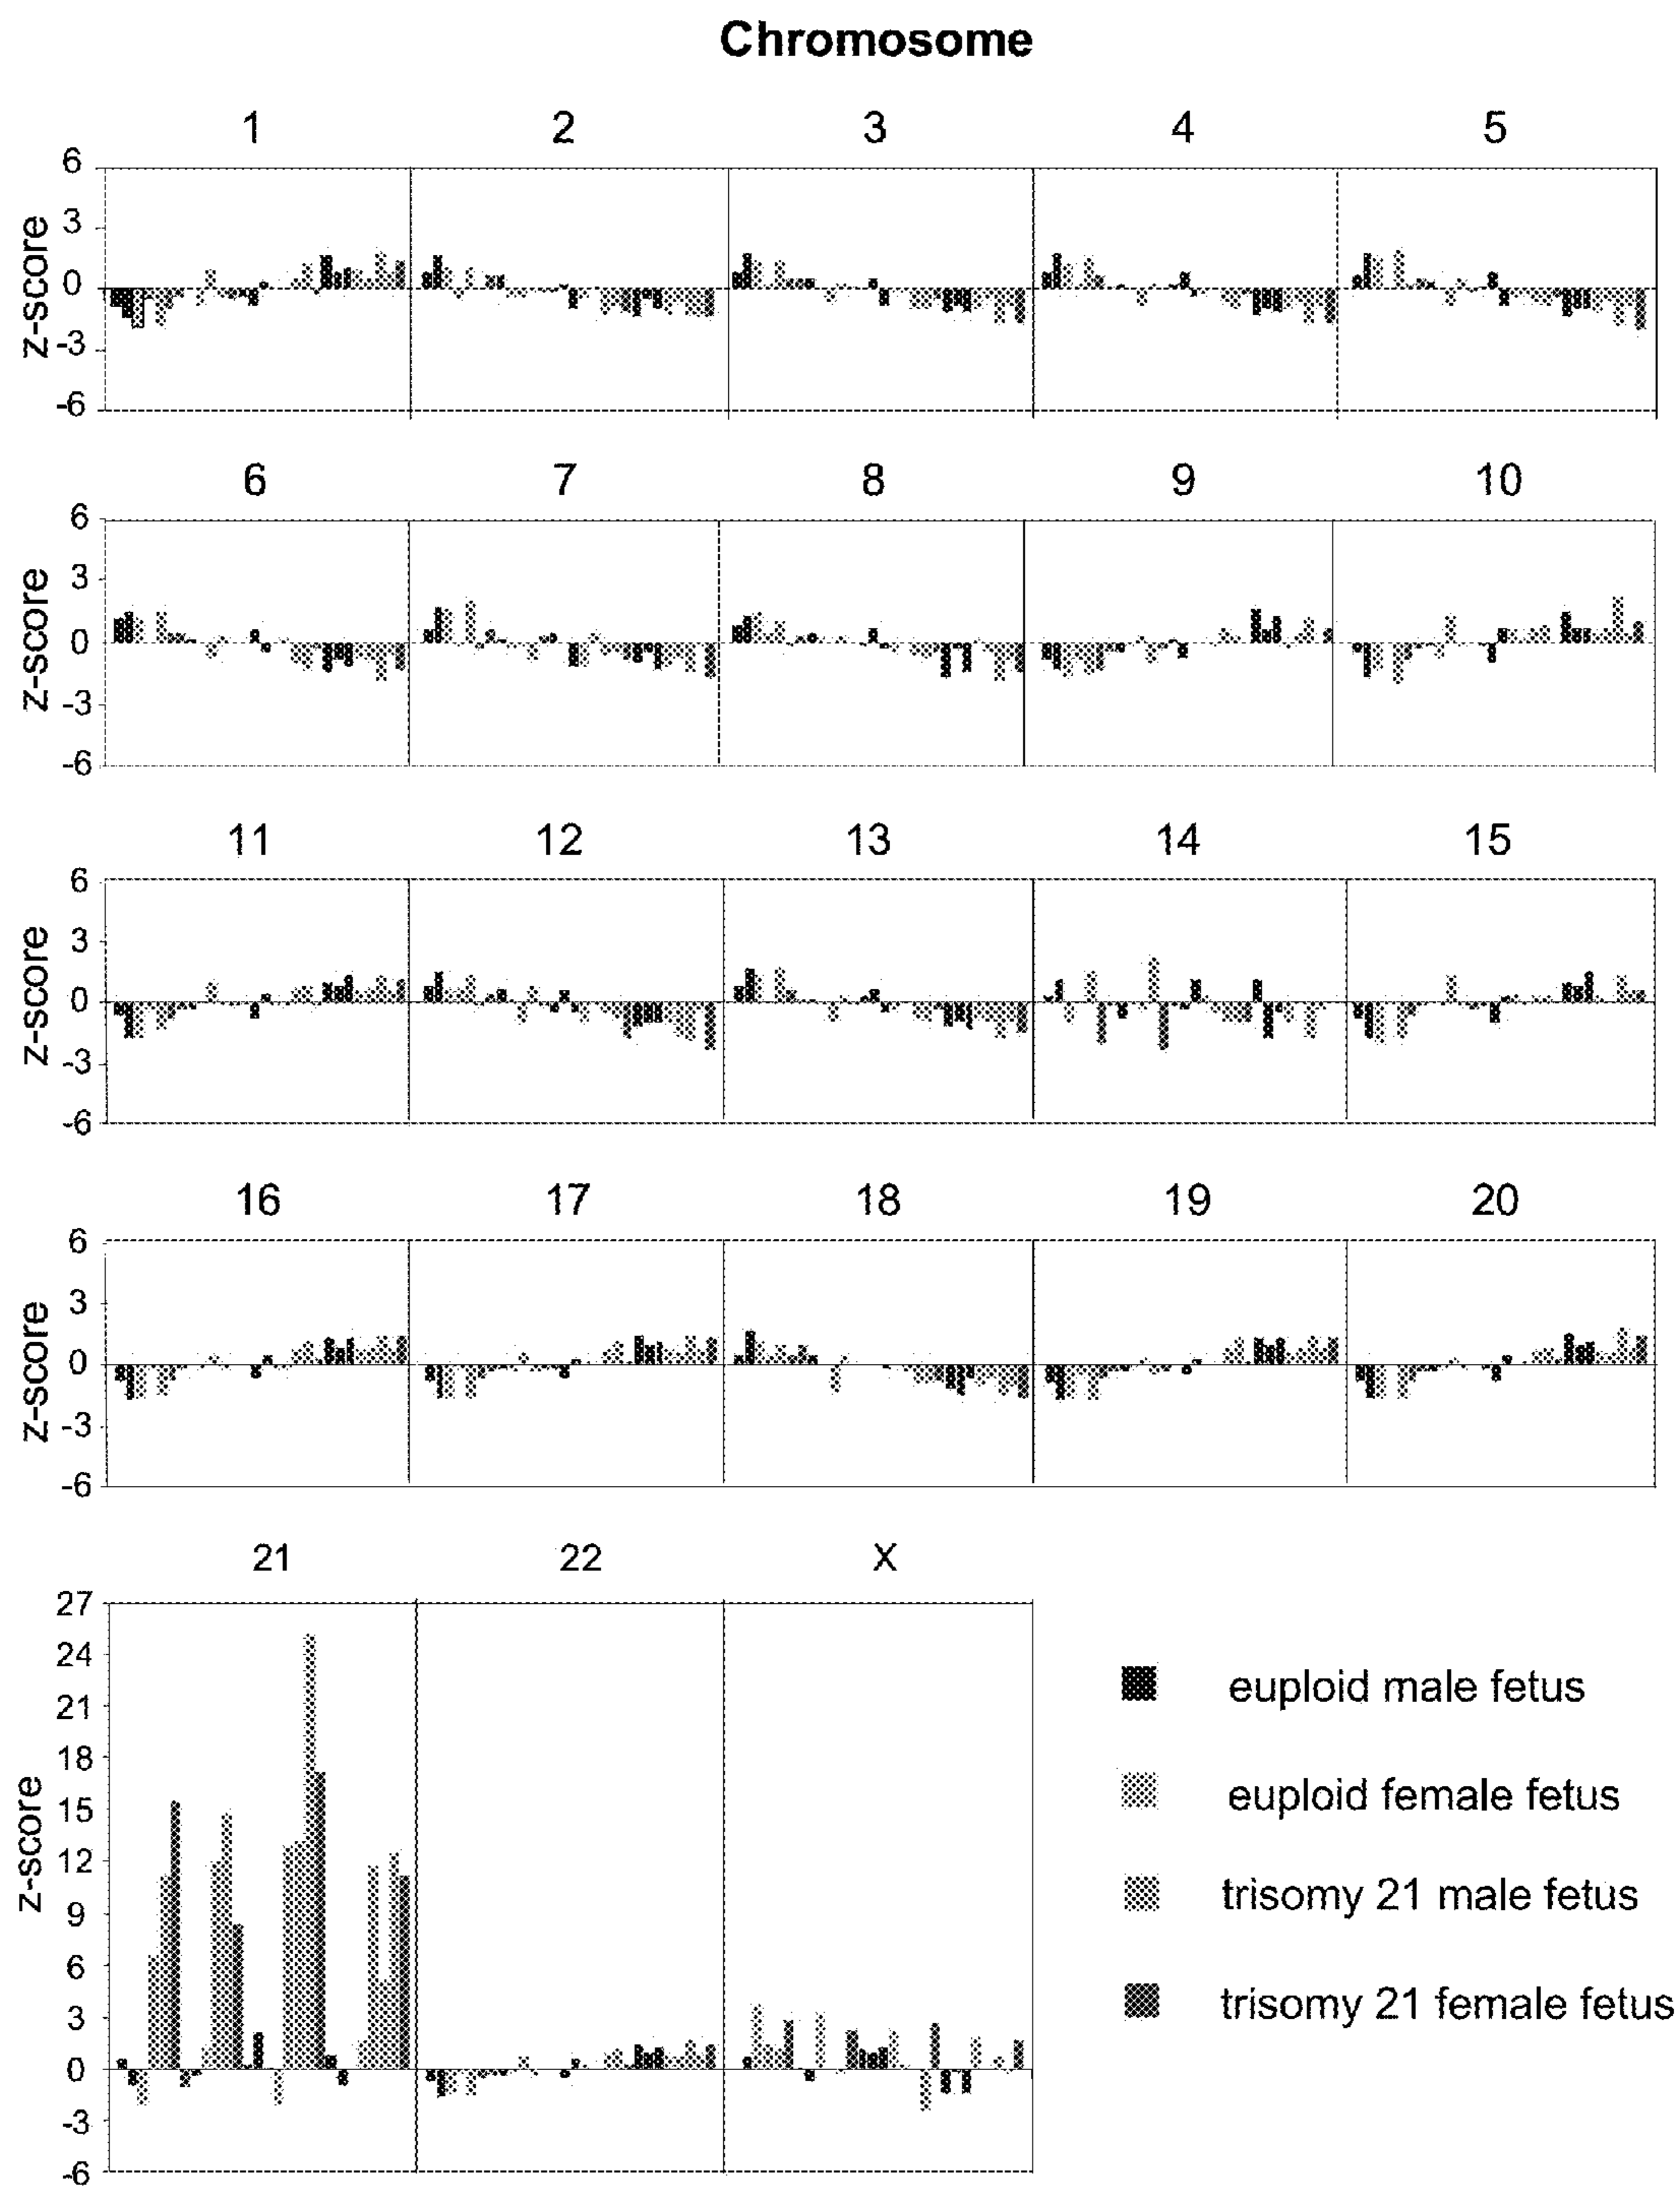 Chromosome
1 2 3 4 5
6
3
0
-3
-6
z-score
6 7 8 9 10
6
3
0
-3
-6
z-score
11 12 13 14 15
6
3
0
-3
-6
z-score
16 17 18 19 20
6
3
0
-3
-6
z-score
21 22 X
27
24
21
18
15
12
9
6
3
0
-3
-6
z-score
euploid male fetus
euploid female fetus
trisomy 21 male fetus
trisomy 21 female fetus